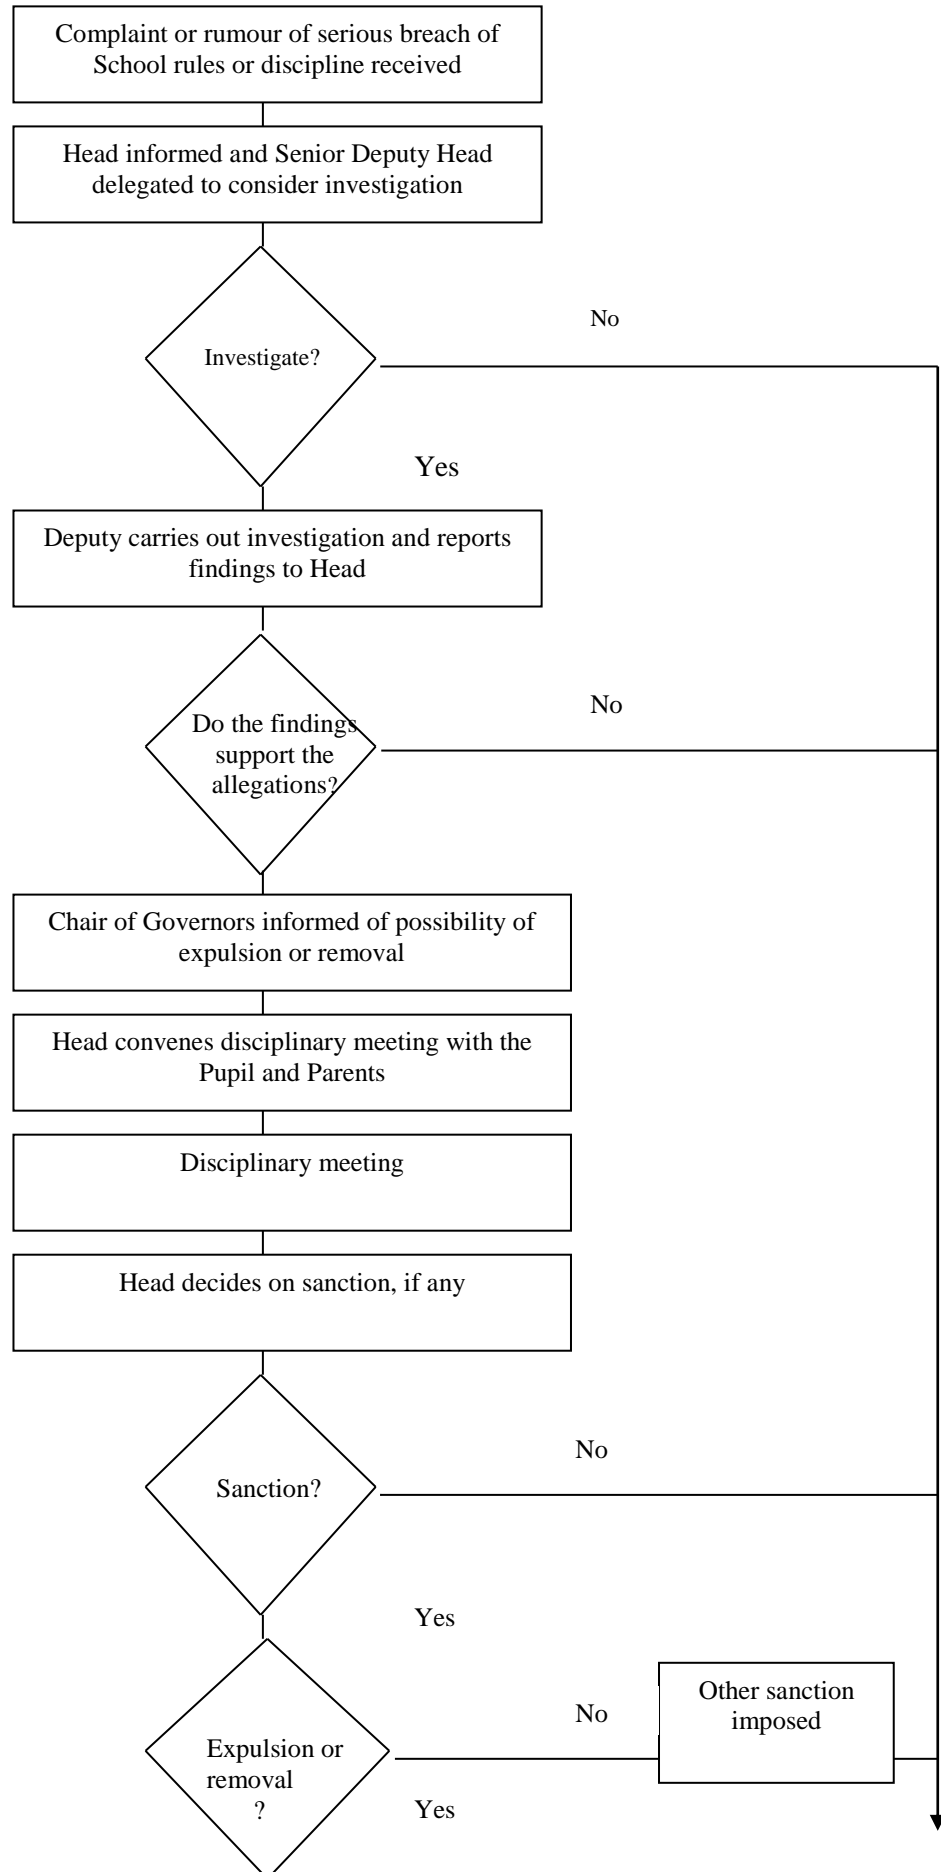 Complaint or rumour of serious breach of
School rules or discipline received
Head informed and Senior Deputy Head
delegated to consider investigation
No
Investigate?
Yes
Deputy carries out investigation and reports
findings to Head
No
Do the findings
support the
allegations?
Chair of Governors informed of possibility of
expulsion or removal
Head convenes disciplinary meeting with the
Pupil and Parents
Disciplinary meeting
Head decides on sanction, if any
No
Sanction?
Yes
Other sanction
imposed
No
Expulsion or
removal
?
Yes